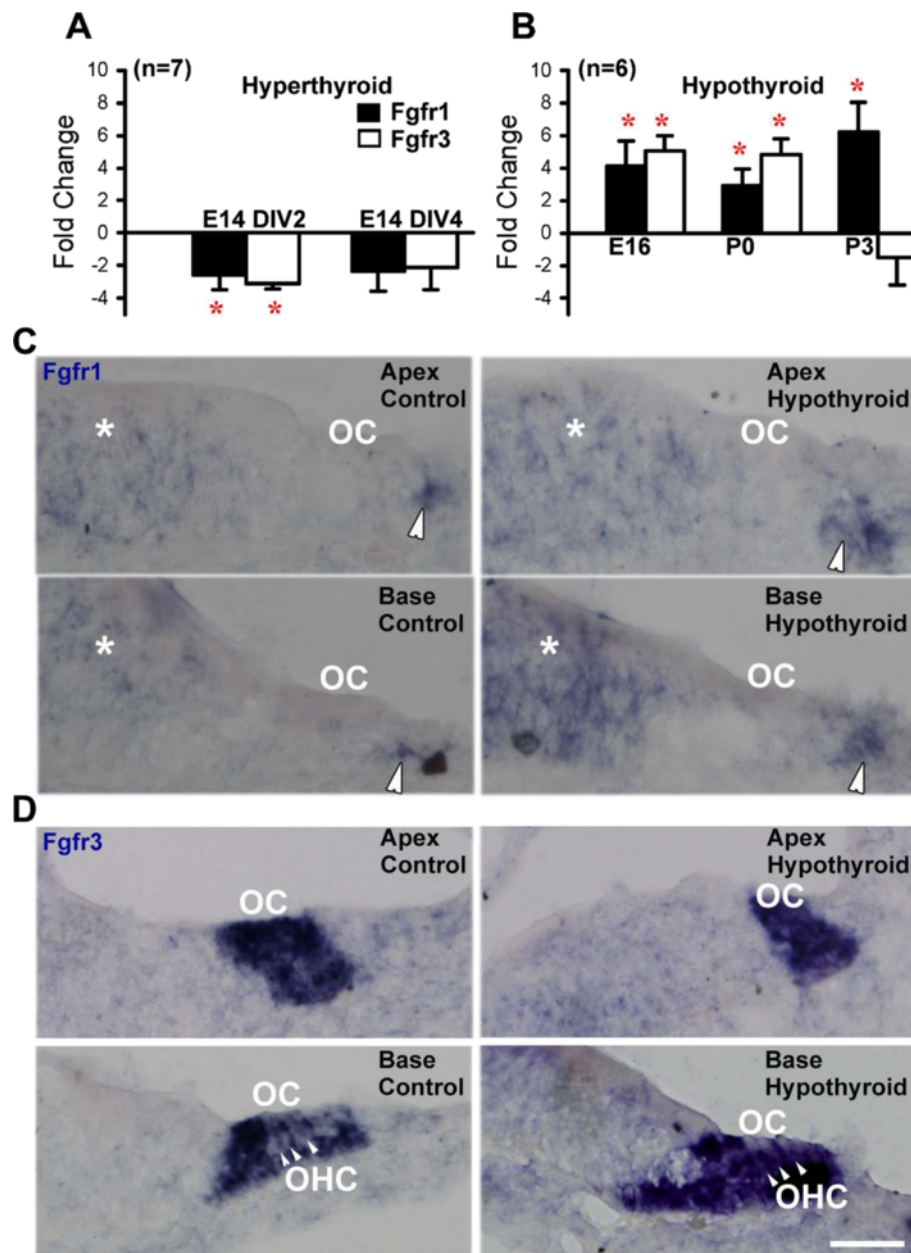 A
(n=7)
Hyperthyroid
Fgfr1
Fgfr3
Fold Change
10
8
6
4
2
0
-2
-4
E14 DIV2
E14 DIV4
*
*
B
(n=6)
Hypothyroid
Fold Change
10
8
6
4
2
0
-2
-4
*
*
*
*
*
E16
P0
P3
C
Fgfr1
Apex
Control
*
OC
Apex
Hypothyroid
*
OC
Base
Control
*
OC
Base
Hypothyroid
*
OC
D
Fgfr3
Apex
Control
OC
Apex
Hypothyroid
OC
Base
Control
OC
OHC
Base
Hypothyroid
OC
OHC